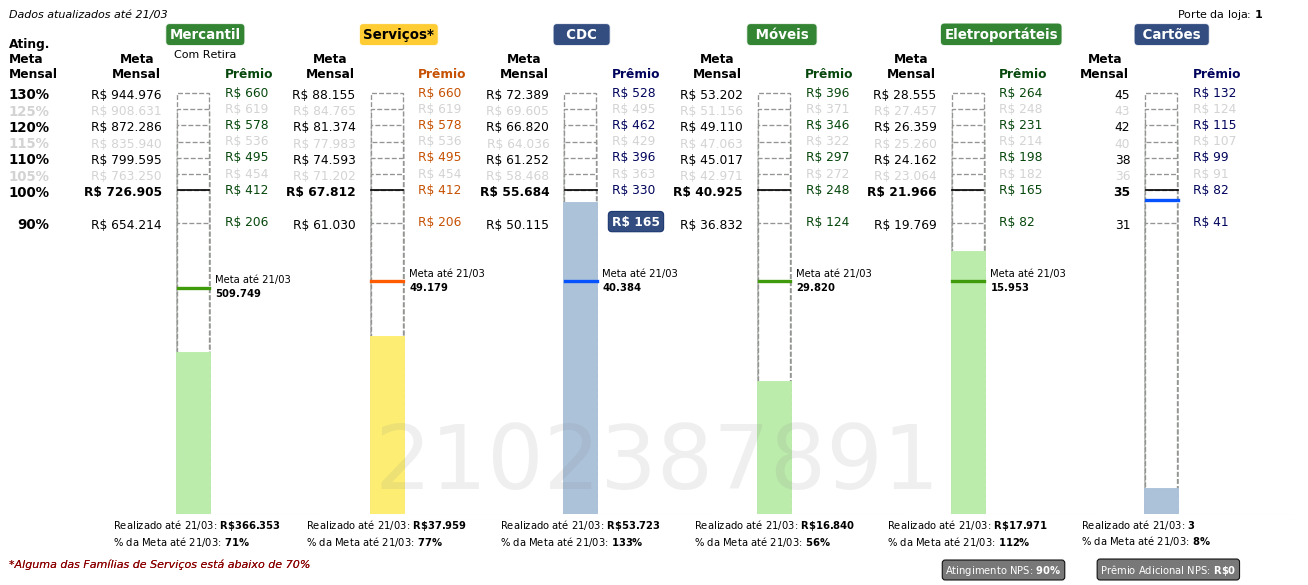 Dados atualizados até 21/03
Porte da loja: 1
Mercantil Serviços* CDC Móveis Eletroportáteis Cartões
Com Retira
Ating. Meta Mensal
Meta Mensal Prêmio Meta Mensal Prêmio Meta Mensal Prêmio Meta Mensal Prêmio Meta Mensal Prêmio Meta Mensal Prêmio
130% R$ 944.976 R$ 660 R$ 88.155 R$ 660 R$ 72.389 R$ 528 R$ 53.202 R$ 396 R$ 28.555 R$ 264 45 R$ 132
125% R$ 908.631 R$ 619 R$ 84.765 R$ 619 R$ 69.605 R$ 495 R$ 51.156 R$ 371 R$ 27.457 R$ 248 43 R$ 124
120% R$ 872.286 R$ 578 R$ 81.374 R$ 578 R$ 66.820 R$ 462 R$ 49.110 R$ 346 R$ 26.359 R$ 231 42 R$ 115
115% R$ 835.940 R$ 536 R$ 77.983 R$ 536 R$ 64.036 R$ 429 R$ 47.063 R$ 322 R$ 25.260 R$ 214 40 R$ 107
110% R$ 799.595 R$ 495 R$ 74.593 R$ 495 R$ 61.252 R$ 396 R$ 45.017 R$ 297 R$ 24.162 R$ 198 38 R$ 99
105% R$ 763.250 R$ 454 R$ 71.202 R$ 454 R$ 58.468 R$ 363 R$ 42.971 R$ 272 R$ 23.064 R$ 182 36 R$ 91
100% R$ 726.905 R$ 412 R$ 67.812 R$ 412 R$ 55.684 R$ 330 R$ 40.925 R$ 248 R$ 21.966 R$ 165 35 R$ 82
90% R$ 654.214 R$ 206 R$ 61.030 R$ 206 R$ 50.115 R$ 165 R$ 36.832 R$ 124 R$ 19.769 R$ 82 31 R$ 41
Meta até 21/03 Meta até 21/03 Meta até 21/03 Meta até 21/03 Meta até 21/03
509.749 49.179 40.384 29.820 15.953
2102387891
Realizado até 21/03: R$366.353 Realizado até 21/03: R$37.959 Realizado até 21/03: R$53.723 Realizado até 21/03: R$16.840 Realizado até 21/03: R$17.971 Realizado até 21/03: 3
% da Meta até 21/03: 71% % da Meta até 21/03: 77% % da Meta até 21/03: 133% % da Meta até 21/03: 56% % da Meta até 21/03: 112% % da Meta até 21/03: 8%
*Alguma das Famílias de Serviços está abaixo de 70%
Atingimento NPS: 90% Prêmio Adicional NPS: R$0